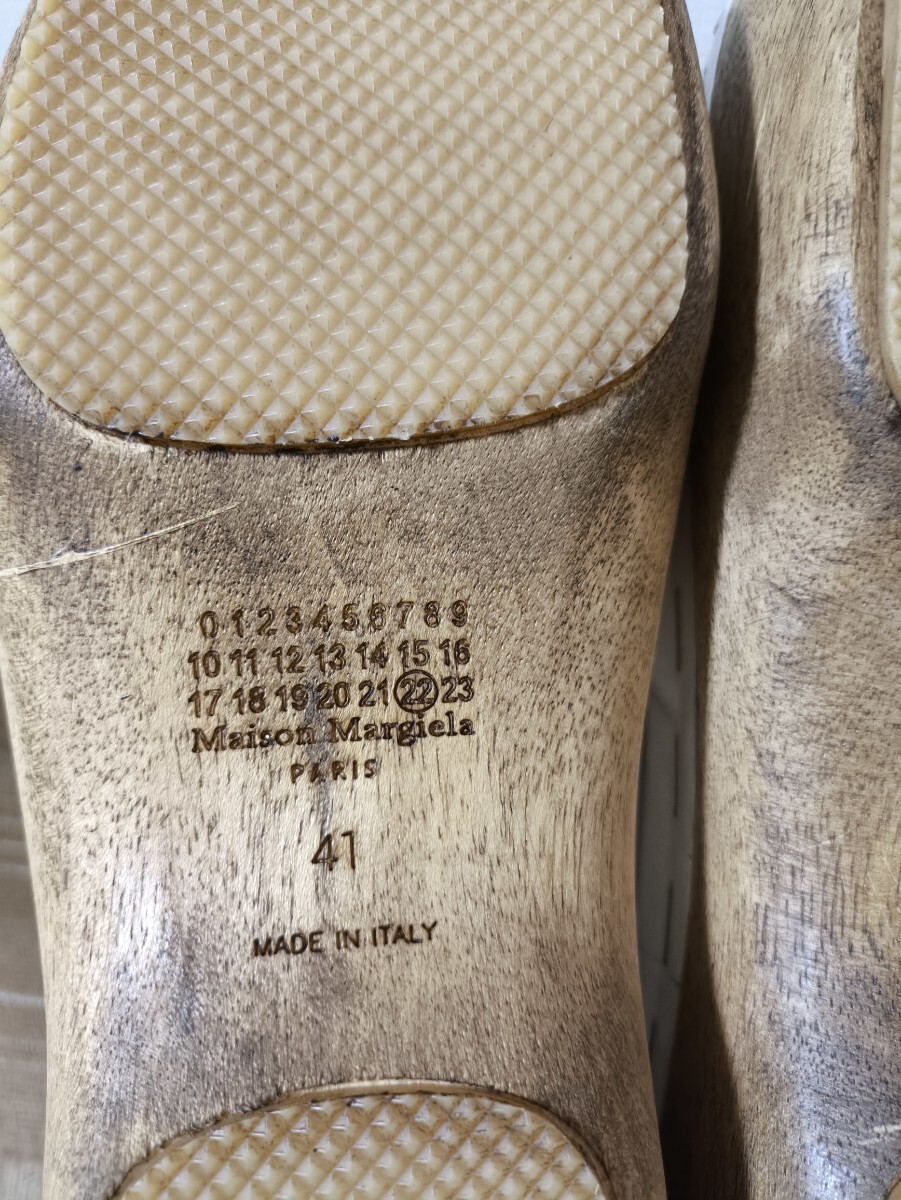 0 1 2 3 4 5 6 7 8 9
10 11 12 13 14 15 16
17 18 19 20 21 22 23
Maison Margiela
PARIS
41
MADE IN ITALY